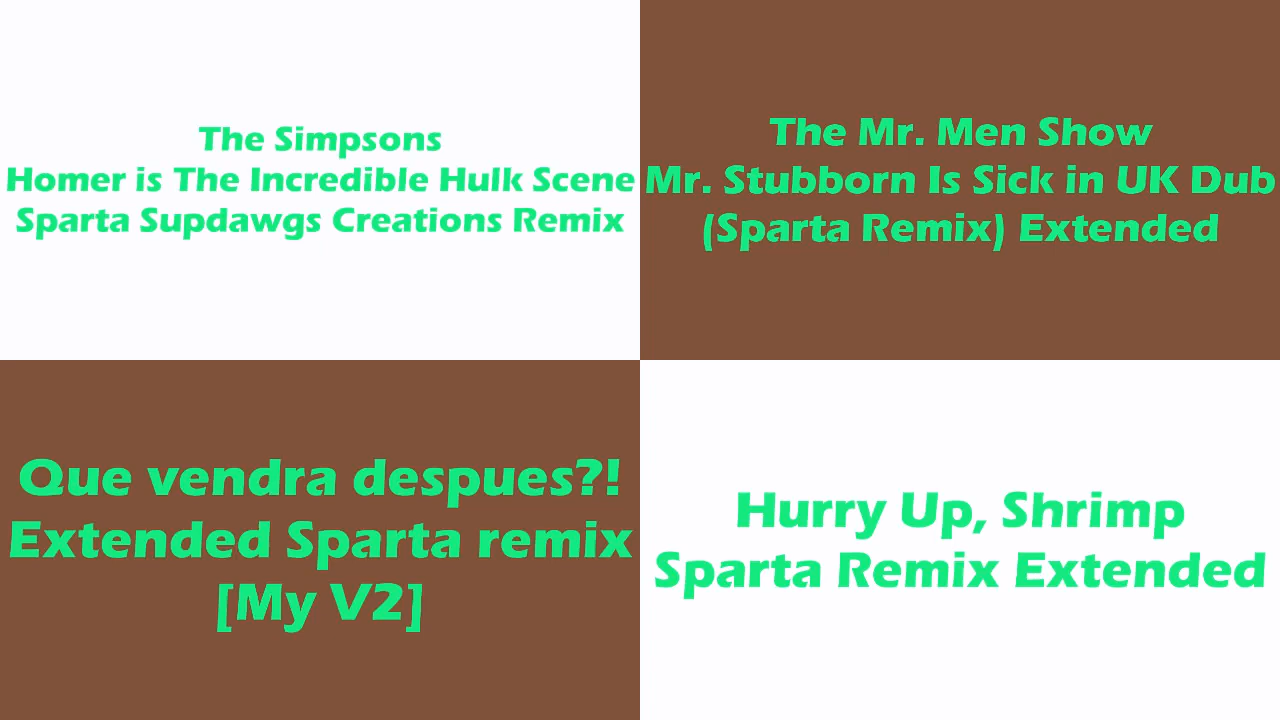 The Simpsons
Homer is The Incredible Hulk Scene
Sparta Supdawgs Creations Remix
The Mr. Men Show
Mr. Stubborn Is Sick in UK Dub
(Sparta Remix) Extended
Que vendra despues?!
Extended Sparta remix
[My V2]
Hurry Up, Shrimp
Sparta Remix Extended